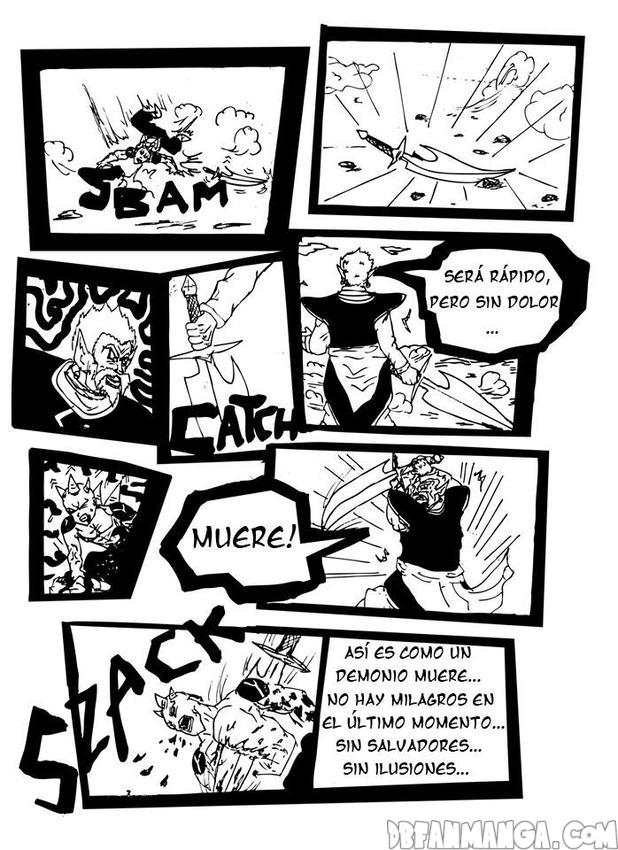 SBAM
SERÁ RÁPIDO,
PERO SIN DOLOR
...
CATCH
MUERE!
SZACK
ASÍ ES COMO UN
DEMONIO MUERE...
NO HAY MILAGROS EN
EL ÚLTIMO MOMENTO...
SIN SALVADORES...
SIN ILUSIONES...
DBFANMANGA.COM